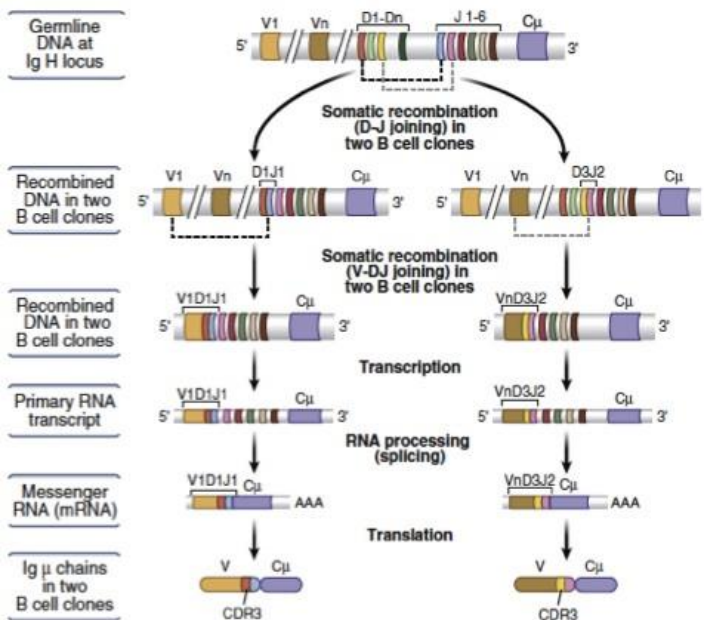 Germline
DNA at
Ig H locus
V1 Vn D1-Dn J 1-6 Cμ
5' 3'
Somatic recombination
(D-J joining) in
two B cell clones
Recombined
DNA in two
B cell clones
V1 Vn D1J1 Cμ
5' 3'
V1 Vn D3J2 Cμ
5' 3'
Somatic recombination
(V-DJ joining) in
two B cell clones
Recombined
DNA in two
B cell clones
V1D1J1 Cμ
5' 3'
VnD3J2 Cμ
5' 3'
Transcription
Primary RNA
transcript
V1D1J1 Cμ
5' 3'
VnD3J2 Cμ
5' 3'
RNA processing
(splicing)
Messenger
RNA (mRNA)
V1D1J1 Cμ
AAA
VnD3J2 Cμ
AAA
Translation
Ig μ chains
in two
B cell clones
V Cμ
CDR3
V Cμ
CDR3